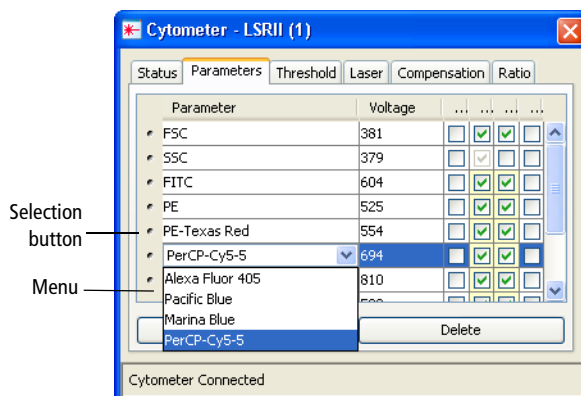 Cytometer - LSRII (1)
Status Parameters Threshold Laser Compensation Ratio
Parameter Voltage ... ... ... ...
FSC 381
SSC 379
FITC 604
PE 525
PE-Texas Red 554
PerCP-Cy5-5 694
Alexa Fluor 405 810
Pacific Blue
Marina Blue
PerCP-Cy5-5
Delete
Cytometer Connected
Selection
button
Menu